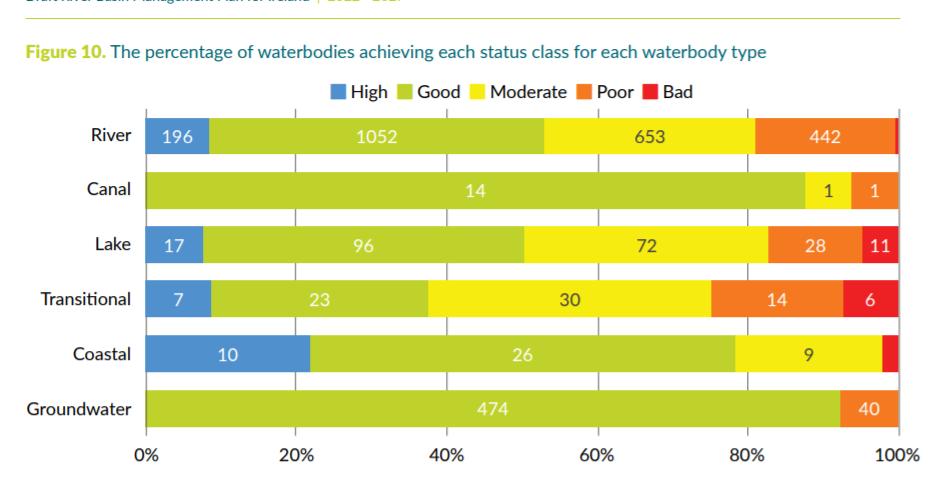 Figure 10. The percentage of waterbodies achieving each status class for each waterbody type
High Good Moderate Poor Bad
River 196 1052 653 442
Canal 14 1 1
Lake 17 96 72 28 11
Transitional 7 23 30 14 6
Coastal 10 26 9
Groundwater 474 40
0% 20% 40% 60% 80% 100%